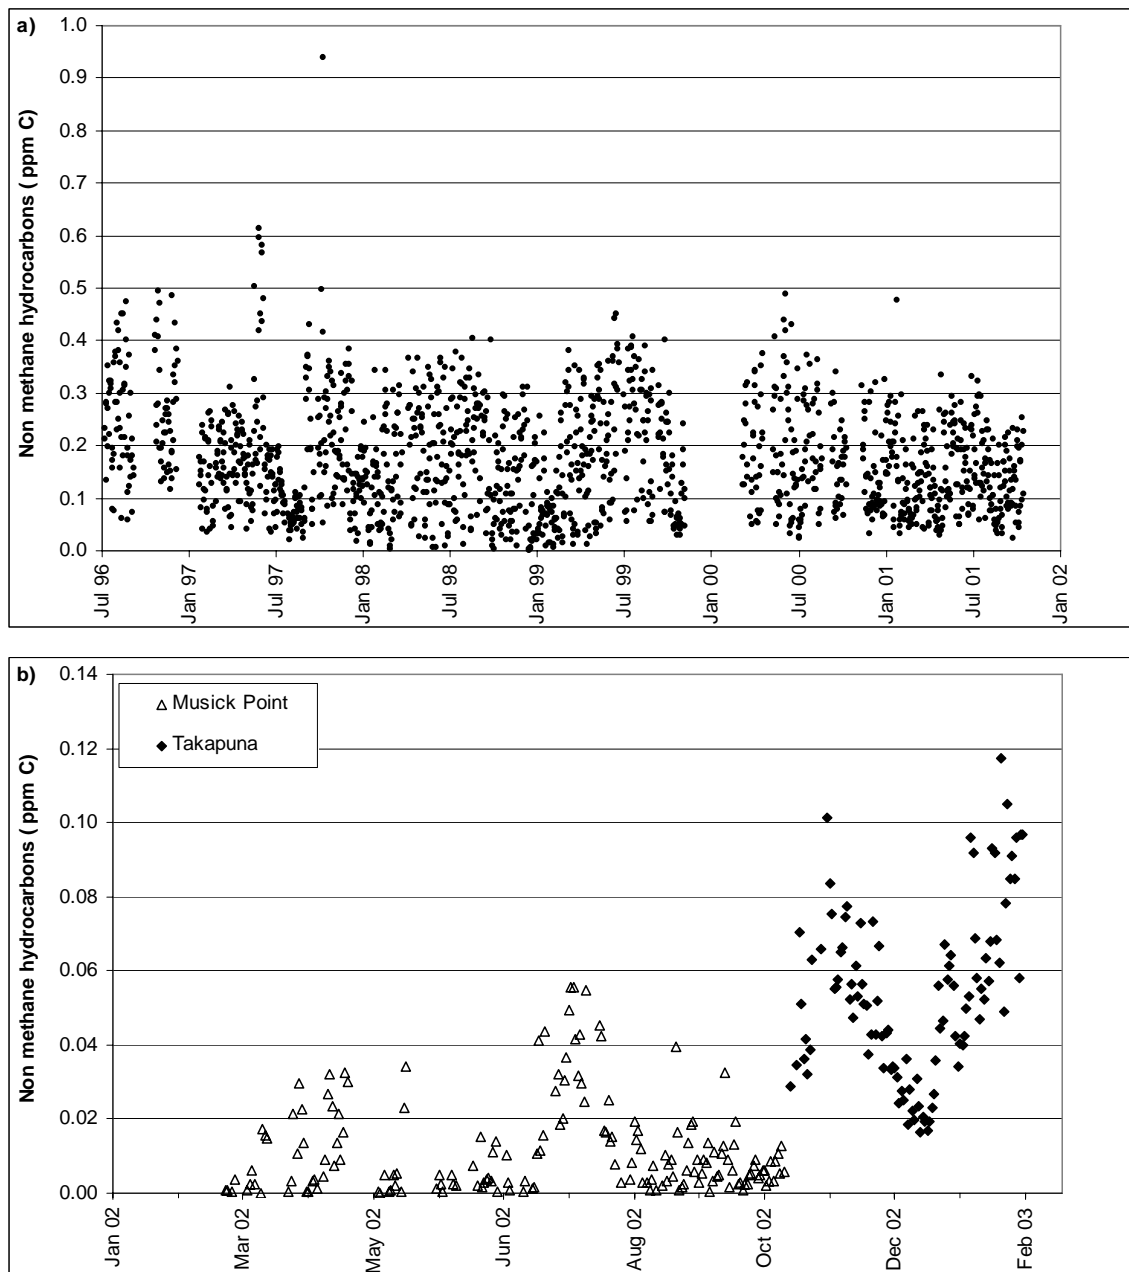 a)
Non methane hydrocarbons ( ppm C)
1.0
0.9
0.8
0.7
0.6
0.5
0.4
0.3
0.2
0.1
0.0
Jul 96
Jan 97
Jul 97
Jan 98
Jul 98
Jan 99
Jul 99
Jan 00
Jul 00
Jan 01
Jul 01
Jan 02
b)
Non methane hydrocarbons ( ppm C)
0.14
0.12
0.10
0.08
0.06
0.04
0.02
0.00
Musick Point
Takapuna
Jan 02
Mar 02
May 02
Jun 02
Aug 02
Oct 02
Dec 02
Feb 03